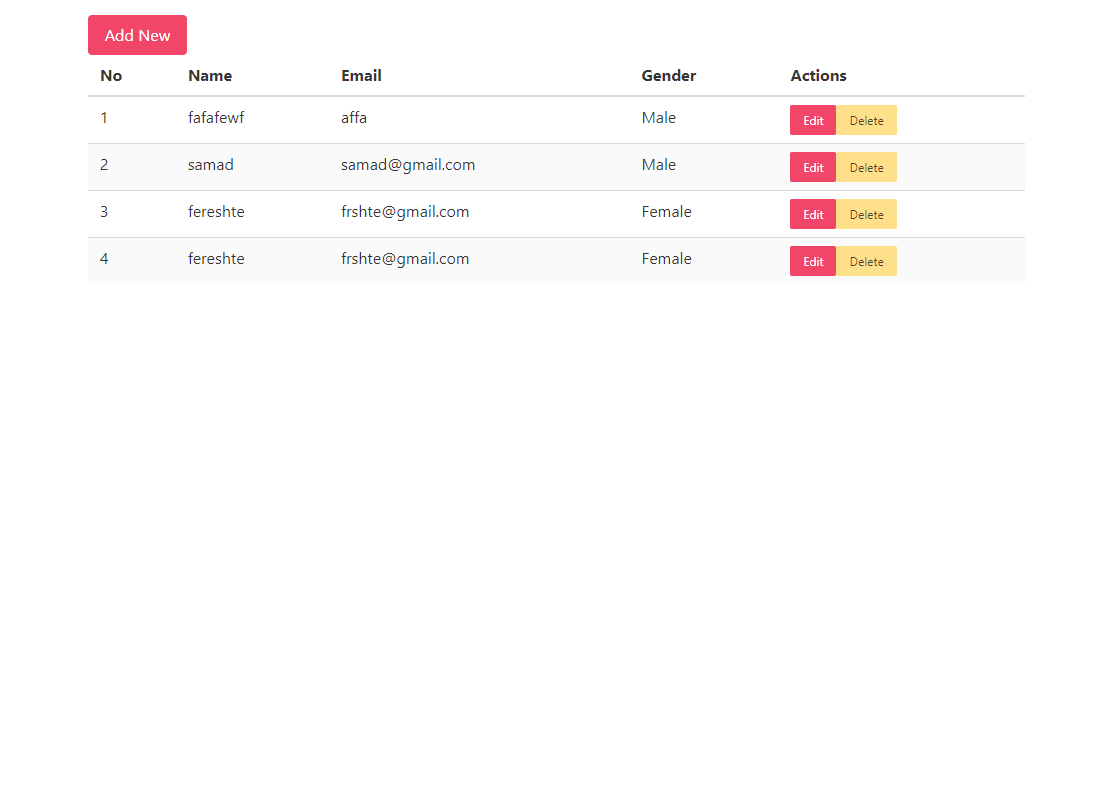 Add New
No Name Email Gender Actions
1 fafafewf affa Male Edit Delete
2 samad samad@gmail.com Male Edit Delete
3 fereshte frshte@gmail.com Female Edit Delete
4 fereshte frshte@gmail.com Female Edit Delete